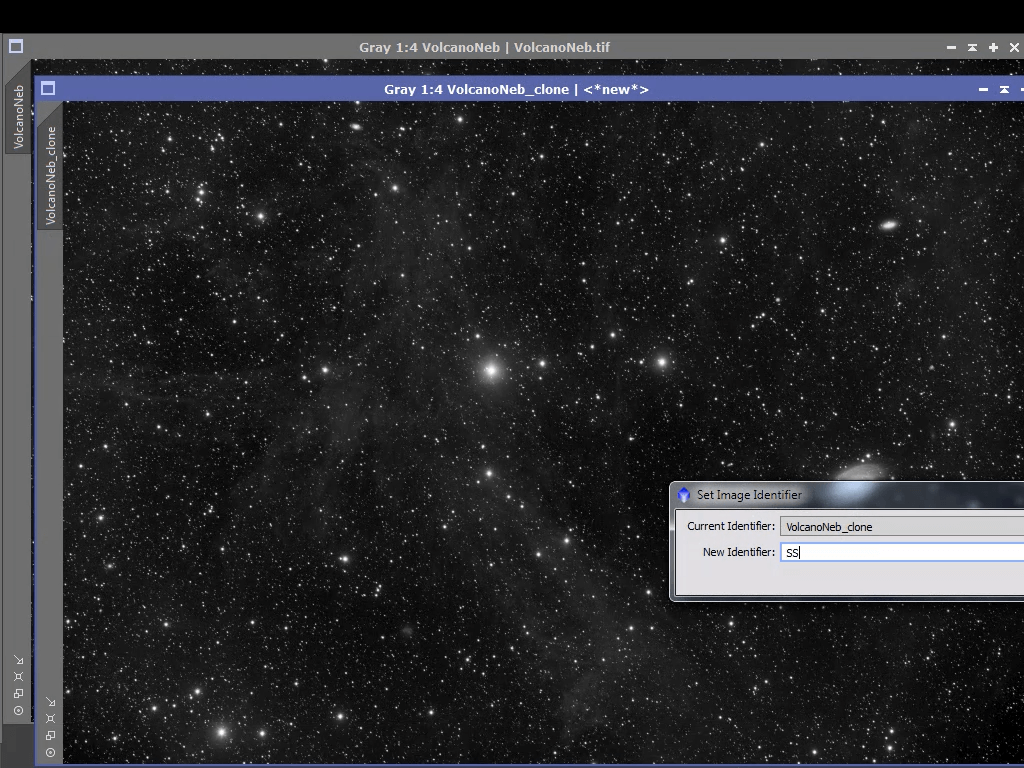 Gray 1:4 VolcanoNeb | VolcanoNeb.tif
VolcanoNeb
Gray 1:4 VolcanoNeb_clone | <*new*>
VolcanoNeb_clone
Set Image Identifier
Current Identifier: VolcanoNeb_clone
New Identifier: SS